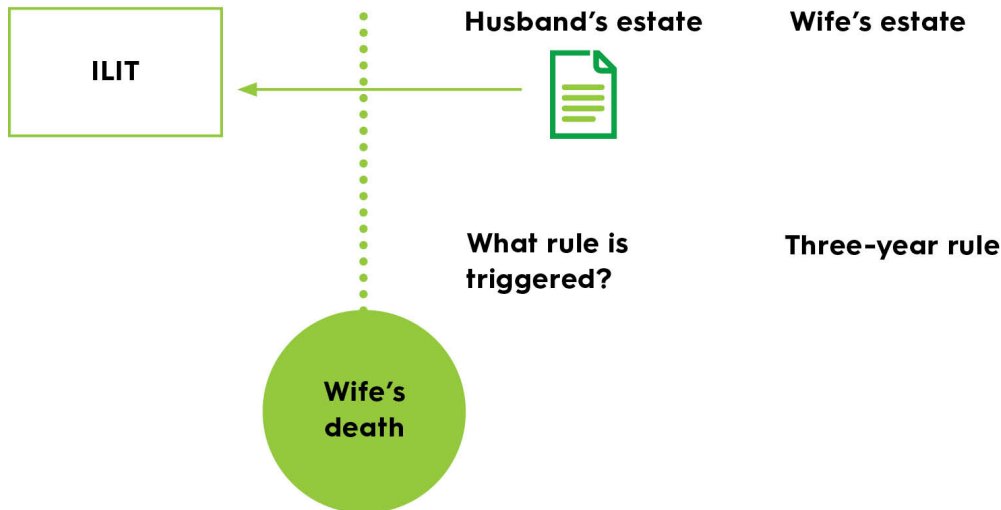 Husband’s estate
Wife’s estate
ILIT
What rule is
triggered?
Three-year rule
Wife’s
death